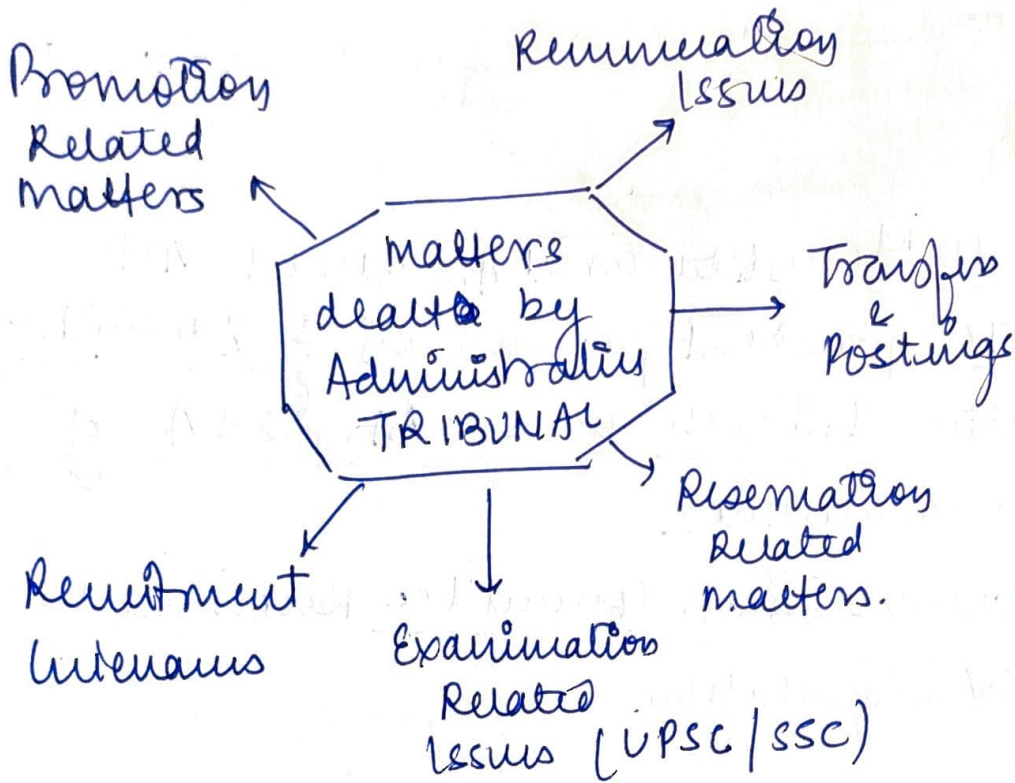 Promotion
Related
matters
Remuneration
Issues
matters
dealt by
Administrative
TRIBUNAL
Transfers
&
Postings
Reservation
Related
matters.
Recruitment
Grievances
Examination
Related
Issues (UPSC/SSC)